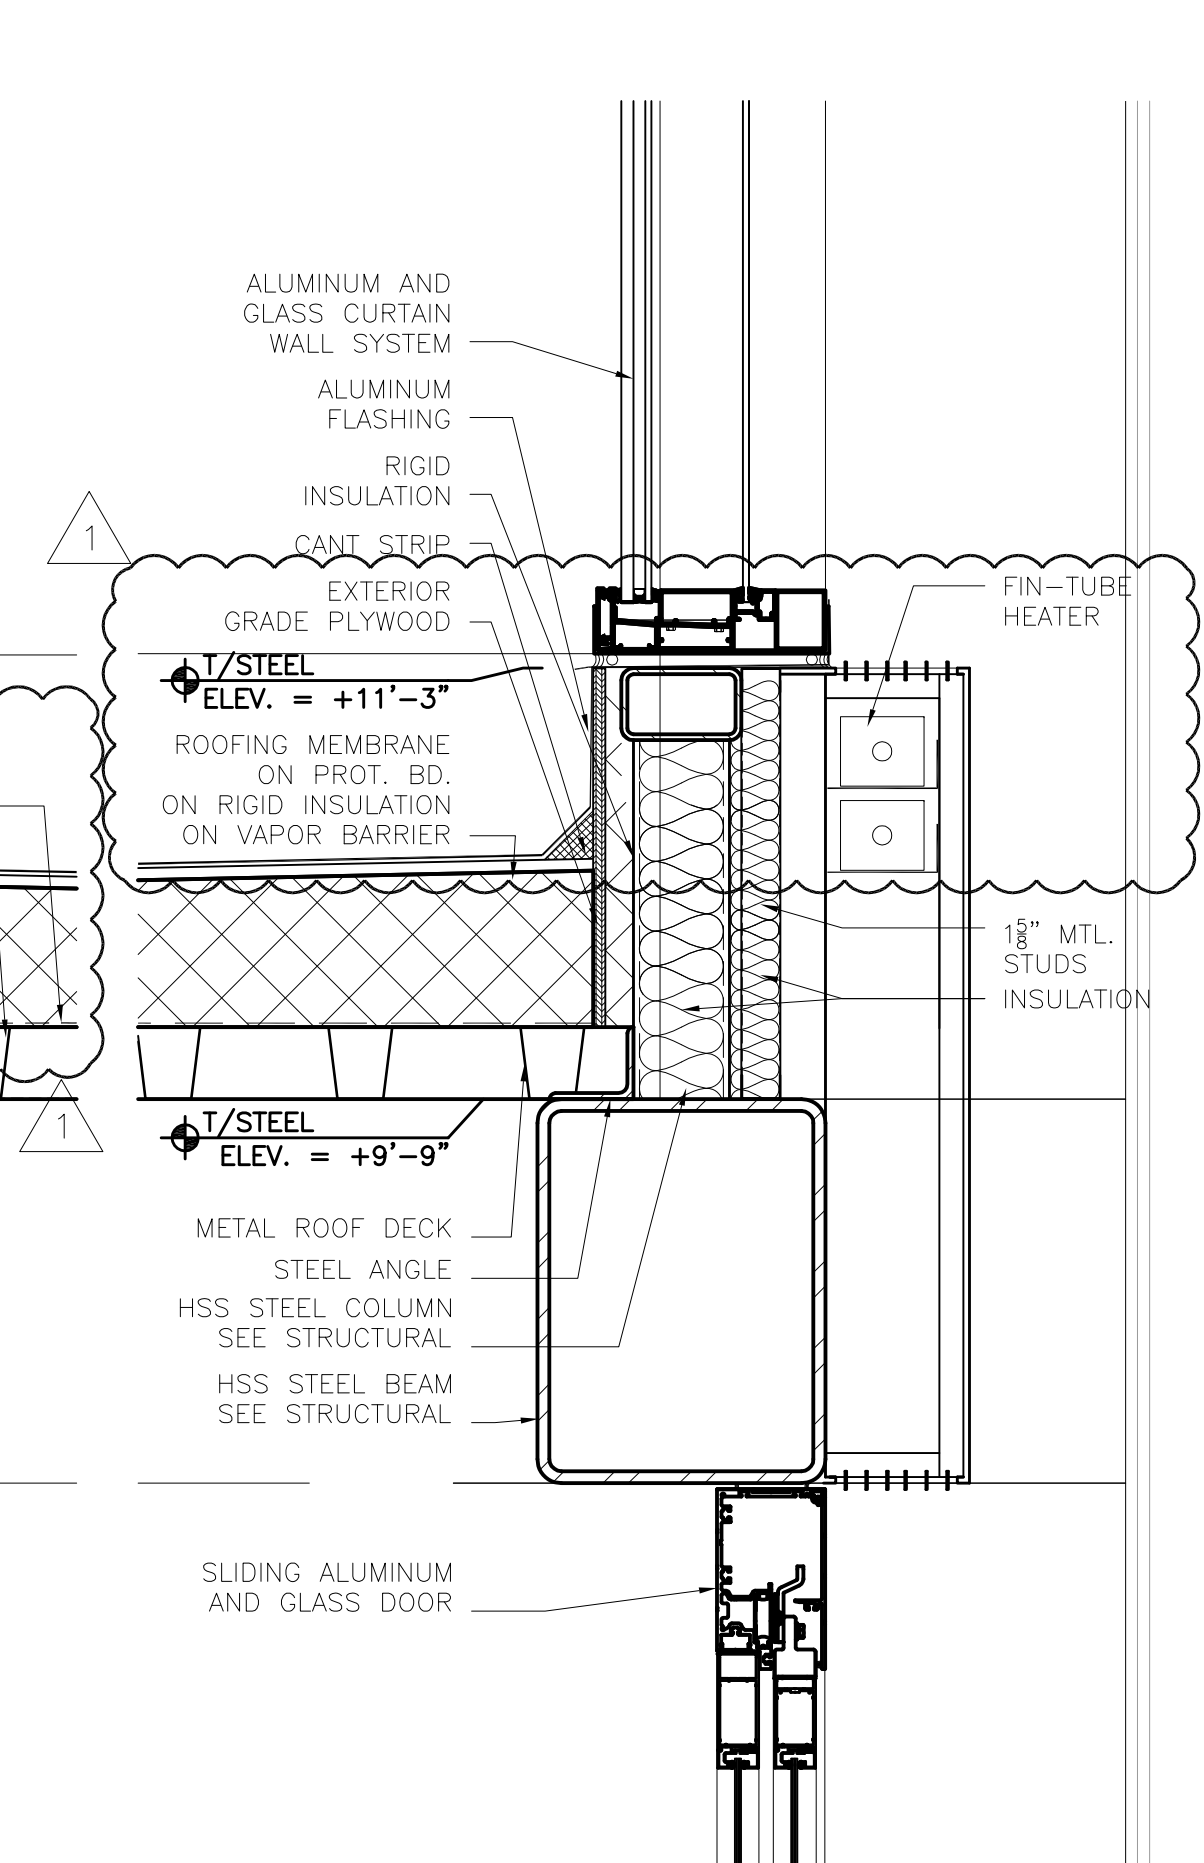 ALUMINUM AND
GLASS CURTAIN
WALL SYSTEM
ALUMINUM
FLASHING
RIGID
INSULATION
1
CANT STRIP
EXTERIOR
GRADE PLYWOOD
FIN-TUBE
HEATER
T/STEEL
ELEV. = +11'-3"
ROOFING MEMBRANE
ON PROT. BD.
ON RIGID INSULATION
ON VAPOR BARRIER
1 5/8" MTL.
STUDS
INSULATION
1
T/STEEL
ELEV. = +9'-9"
METAL ROOF DECK
STEEL ANGLE
HSS STEEL COLUMN
SEE STRUCTURAL
HSS STEEL BEAM
SEE STRUCTURAL
SLIDING ALUMINUM
AND GLASS DOOR